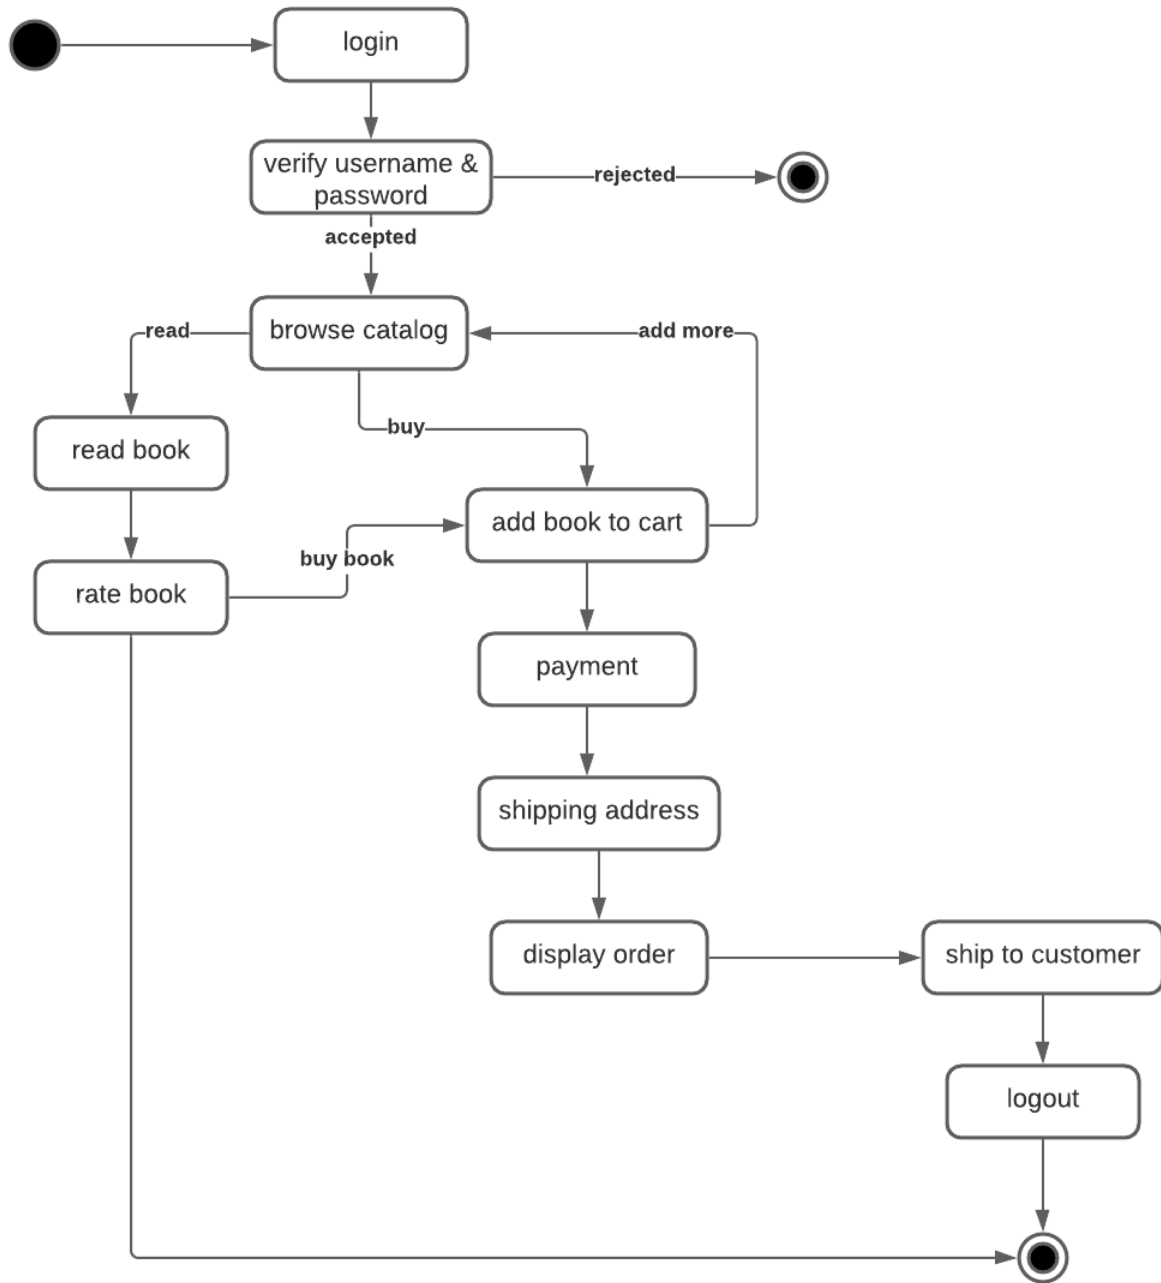 login
verify username &
password
rejected
accepted
browse catalog
read
add more
buy
read book
add book to cart
buy book
rate book
payment
shipping address
display order
ship to customer
logout